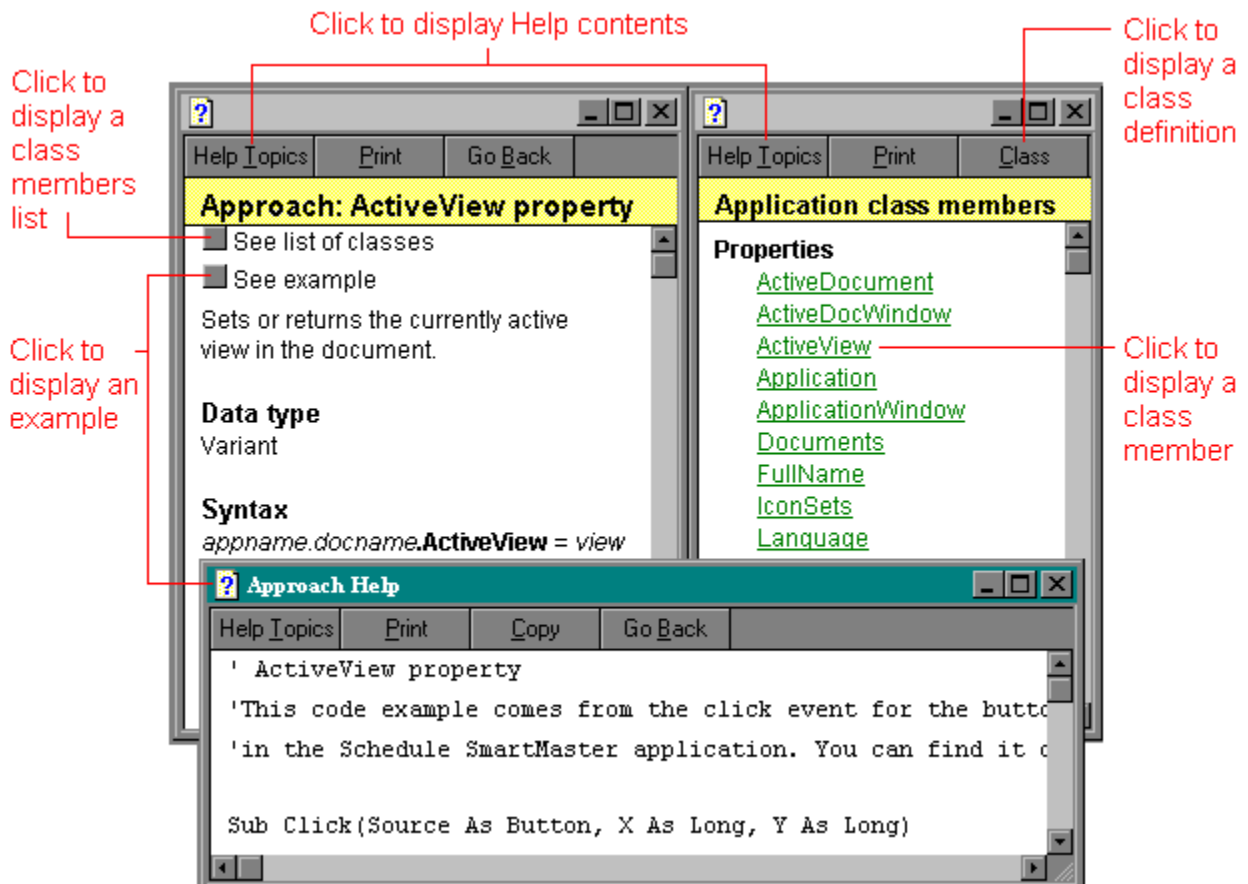 Click to display Help contents
Click to
display a
class
definition
Click to
display a
class
members
list
Help Topics Print Go Back
Help Topics Print Class
Approach: ActiveView property
Application class members
See list of classes
See example
Sets or returns the currently active
view in the document.
Data type
Variant
Syntax
appname.docname.ActiveView = view
Properties
ActiveDocument
ActiveDocWindow
ActiveView
Application
ApplicationWindow
Documents
FullName
IconSets
Language
Click to
display an
example
Click to
display a
class
member
Approach Help
Help Topics Print Copy Go Back
' ActiveView property
'This code example comes from the click event for the
'in the Schedule SmartMaster application. You can find it
Sub Click(Source As Button, X As Long, Y As Long)